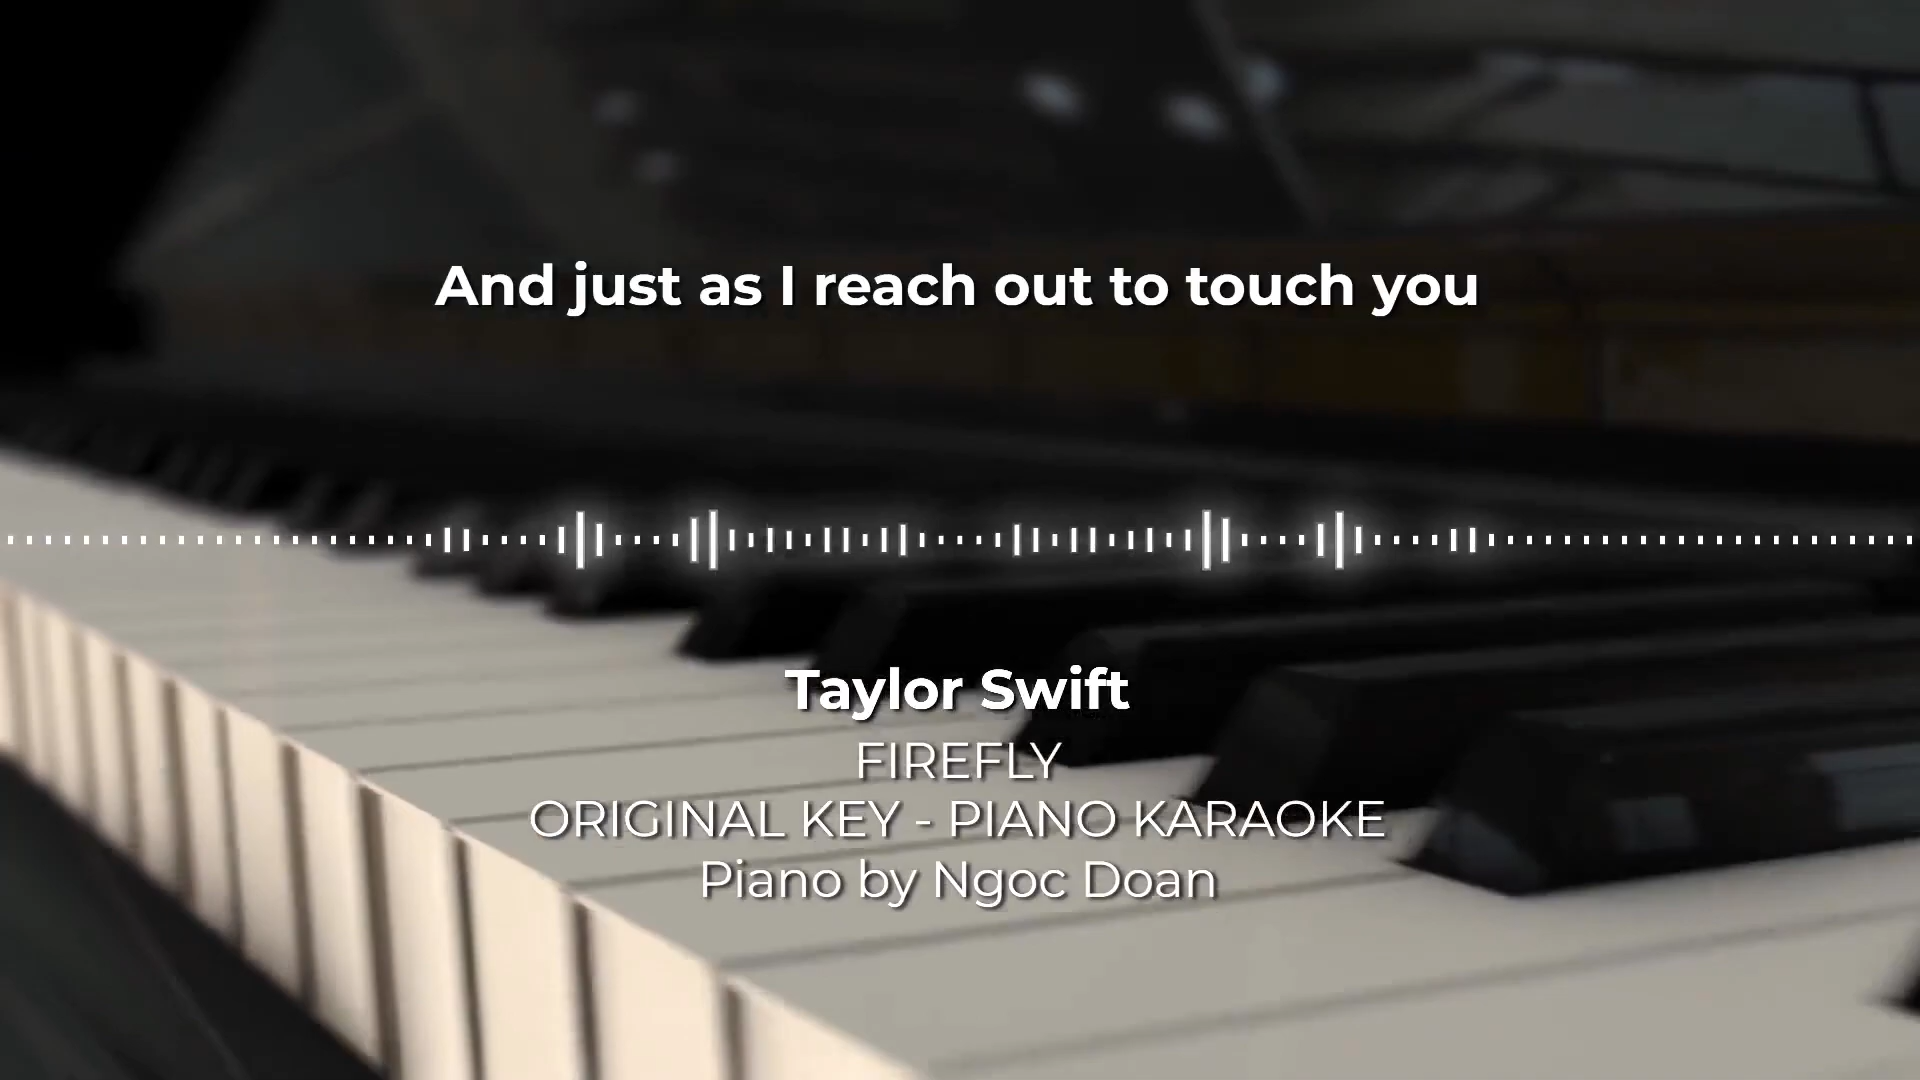 And just as I reach out to touch you
Taylor Swift
FIREFLY
ORIGINAL KEY - PIANO KARAOKE
Piano by Ngoc Doan